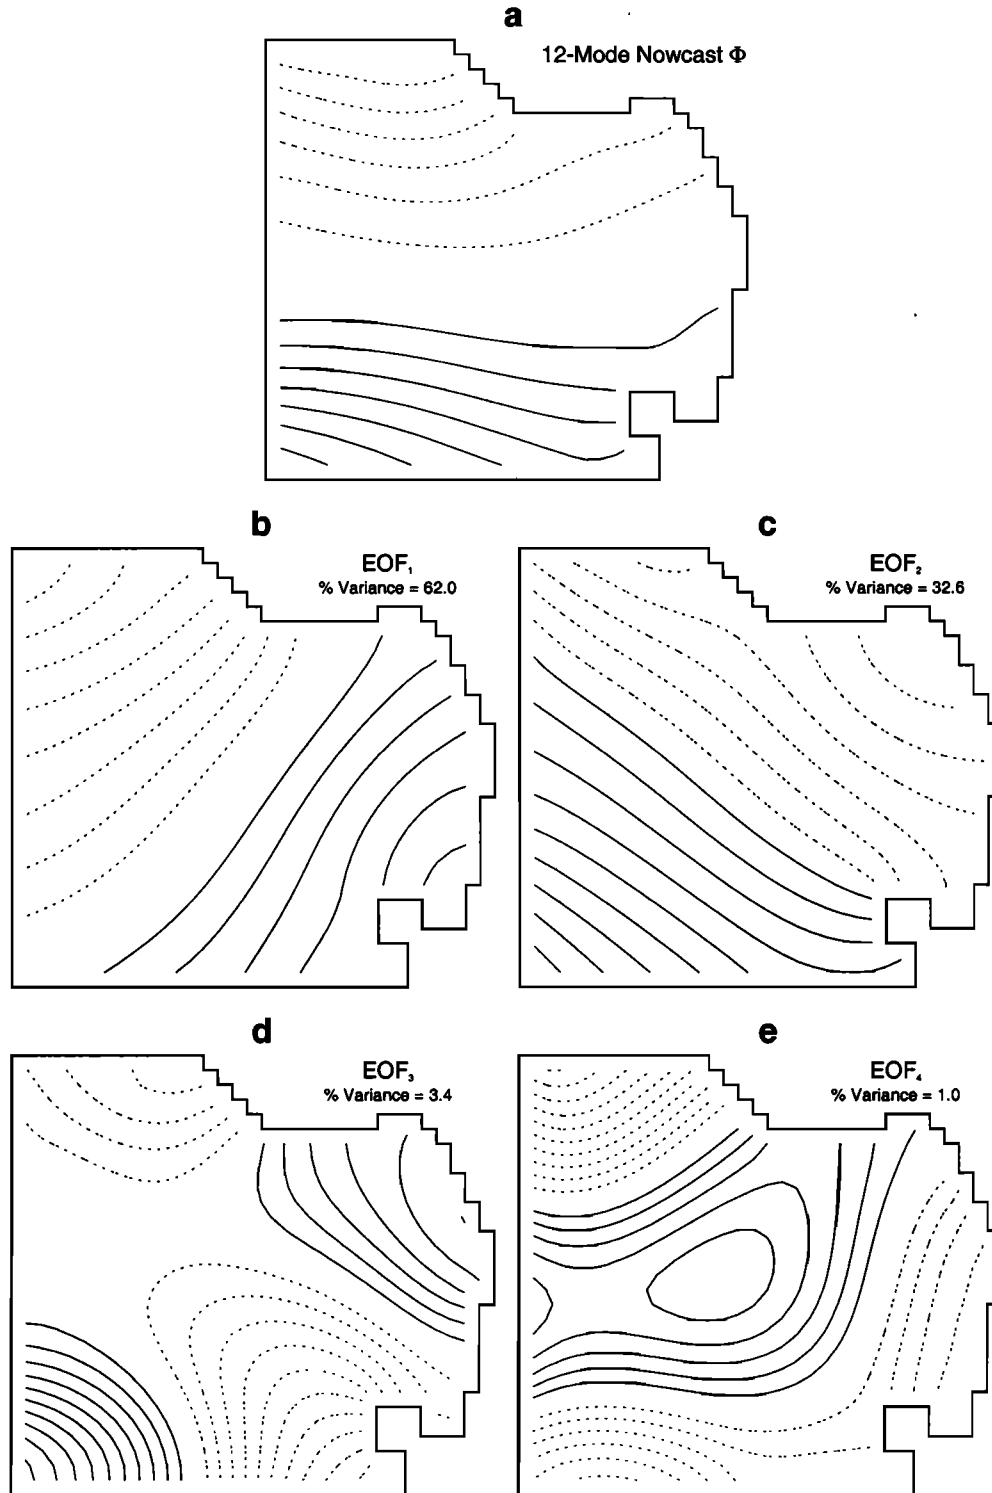 a
12-Mode Nowcast Φ
b
EOF₁
% Variance = 62.0
c
EOF₂
% Variance = 32.6
d
EOF₃
% Variance = 3.4
e
EOF₄
% Variance = 1.0